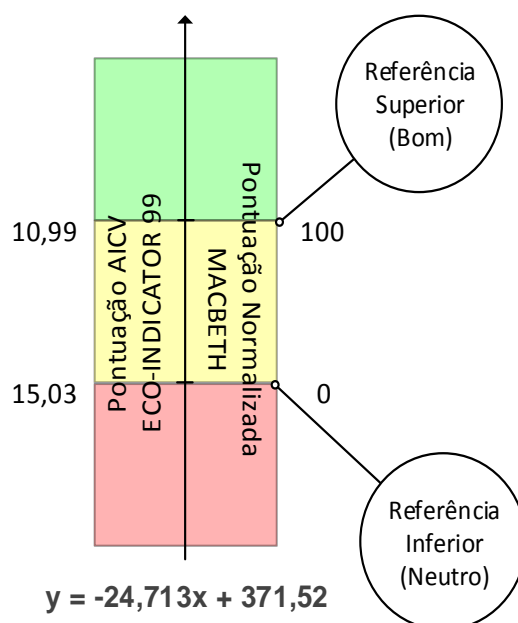 Referência
Superior
(Bom)
10,99
100
Pontuação AICV
ECO-INDICATOR 99
Pontuação Normalizada
MACBETH
15,03
0
Referência
Inferior
(Neutro)
y = -24,713x + 371,52